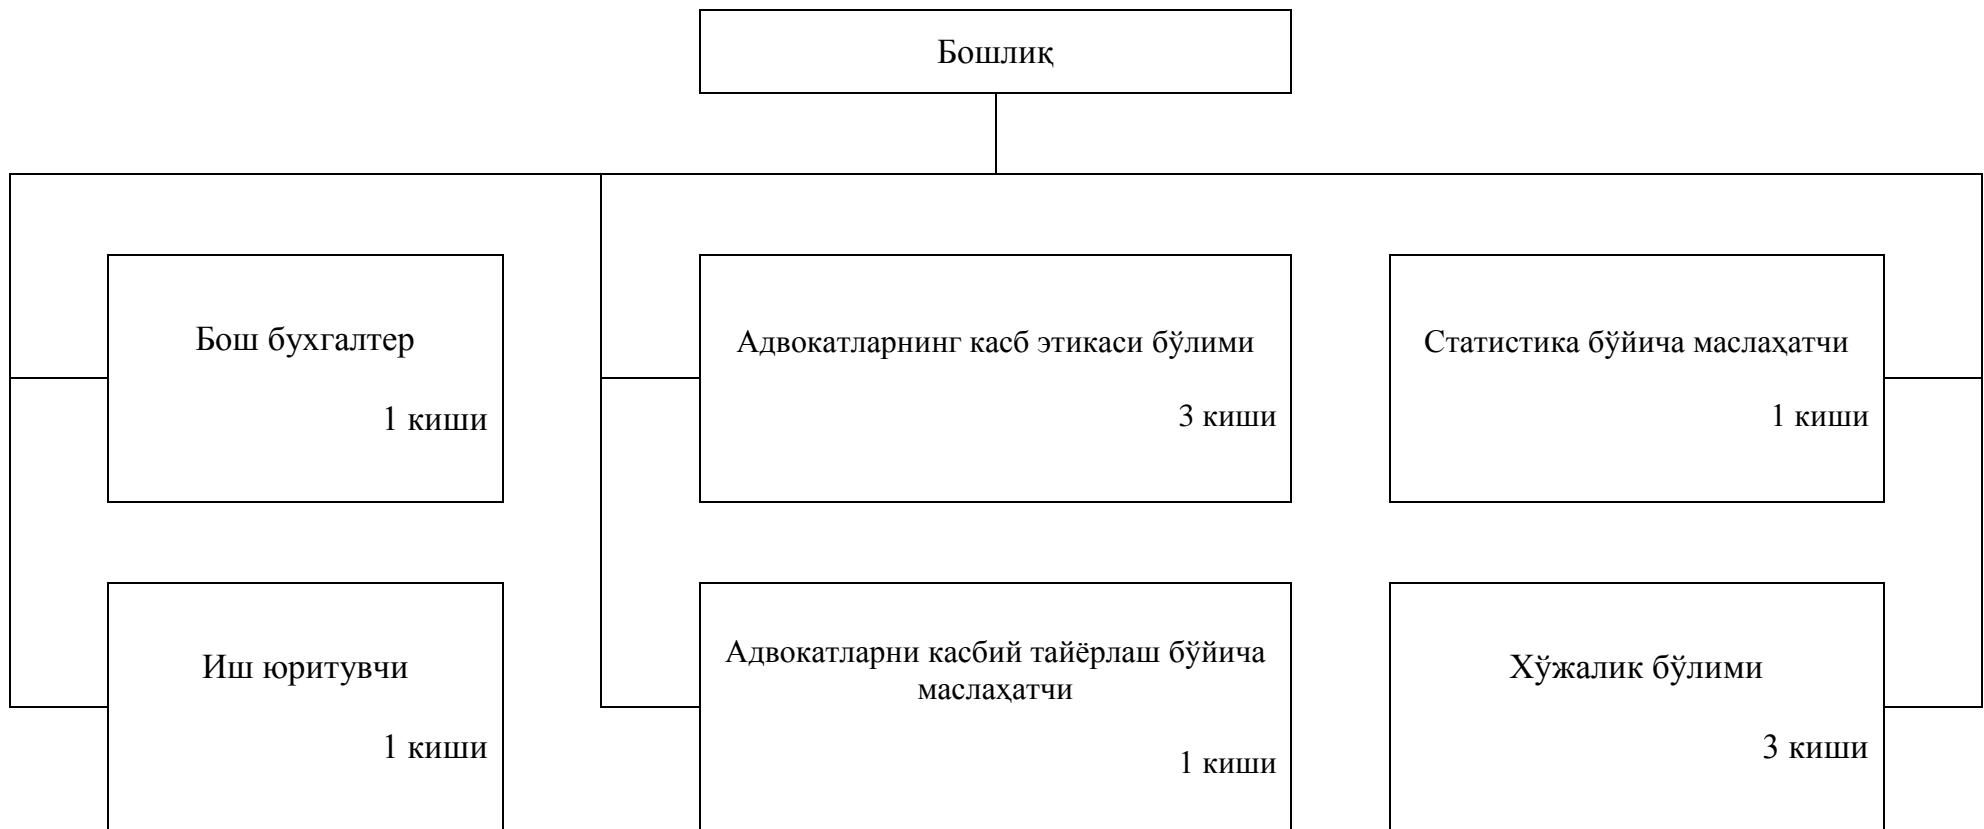 Бошлиқ
Бош бухгалтер
1 киши
Адвокатларнинг касб этикаси бўлими
3 киши
Статистика бўйича маслаҳатчи
1 киши
Иш юритувчи
1 киши
Адвокатларни касбий тайёрлаш бўйича
маслаҳатчи
1 киши
Хўжалик бўлими
3 киши